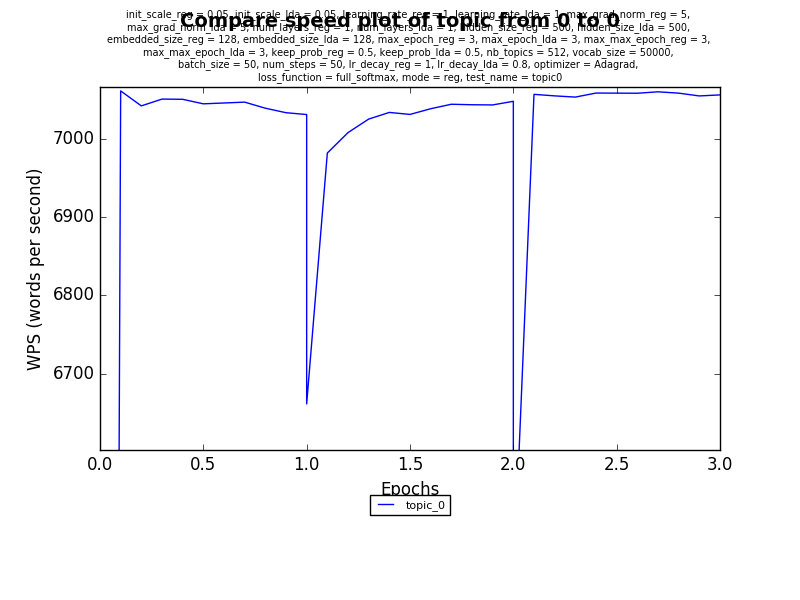 Compare speed plot of topic from 0 to 0
init_scale_reg = 0.05, init_scale_lda = 0.05, learning_rate_reg = 1, learning_rate_lda = 1, max_grad_norm_reg = 5,
max_grad_norm_lda = 5, num_layers_reg = 1, num_layers_lda = 1, hidden_size_reg = 500, hidden_size_lda = 500,
embedded_size_reg = 128, embedded_size_lda = 128, max_epoch_reg = 3, max_epoch_lda = 3, max_max_epoch_reg = 3,
max_max_epoch_lda = 3, keep_prob_reg = 0.5, keep_prob_lda = 0.5, nb_topics = 512, vocab_size = 50000,
batch_size = 50, num_steps = 50, lr_decay_reg = 1, lr_decay_lda = 0.8, optimizer = Adagrad,
loss_function = full_softmax, mode = reg, test_name = topic0
WPS (words per second)
7000
6900
6800
6700
0.0 0.5 1.0 1.5 2.0 2.5 3.0
Epochs
topic_0